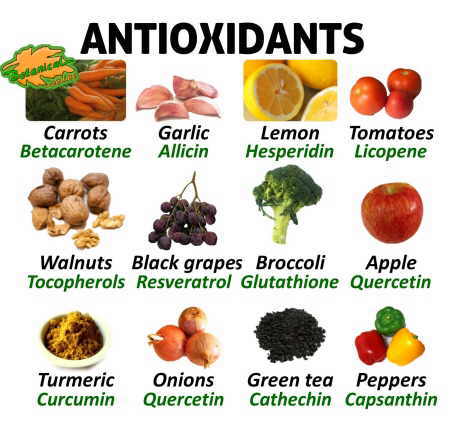 ANTIOXIDANTS
Botanical
Carrots Garlic Lemon Tomatoes
Betacarotene Allicin Hesperidin Licopene
Walnuts Black grapes Broccoli Apple
Tocopherols Resveratrol Glutathione Quercetin
Turmeric Onions Green tea Peppers
Curcumin Quercetin Cathechin Capsanthin